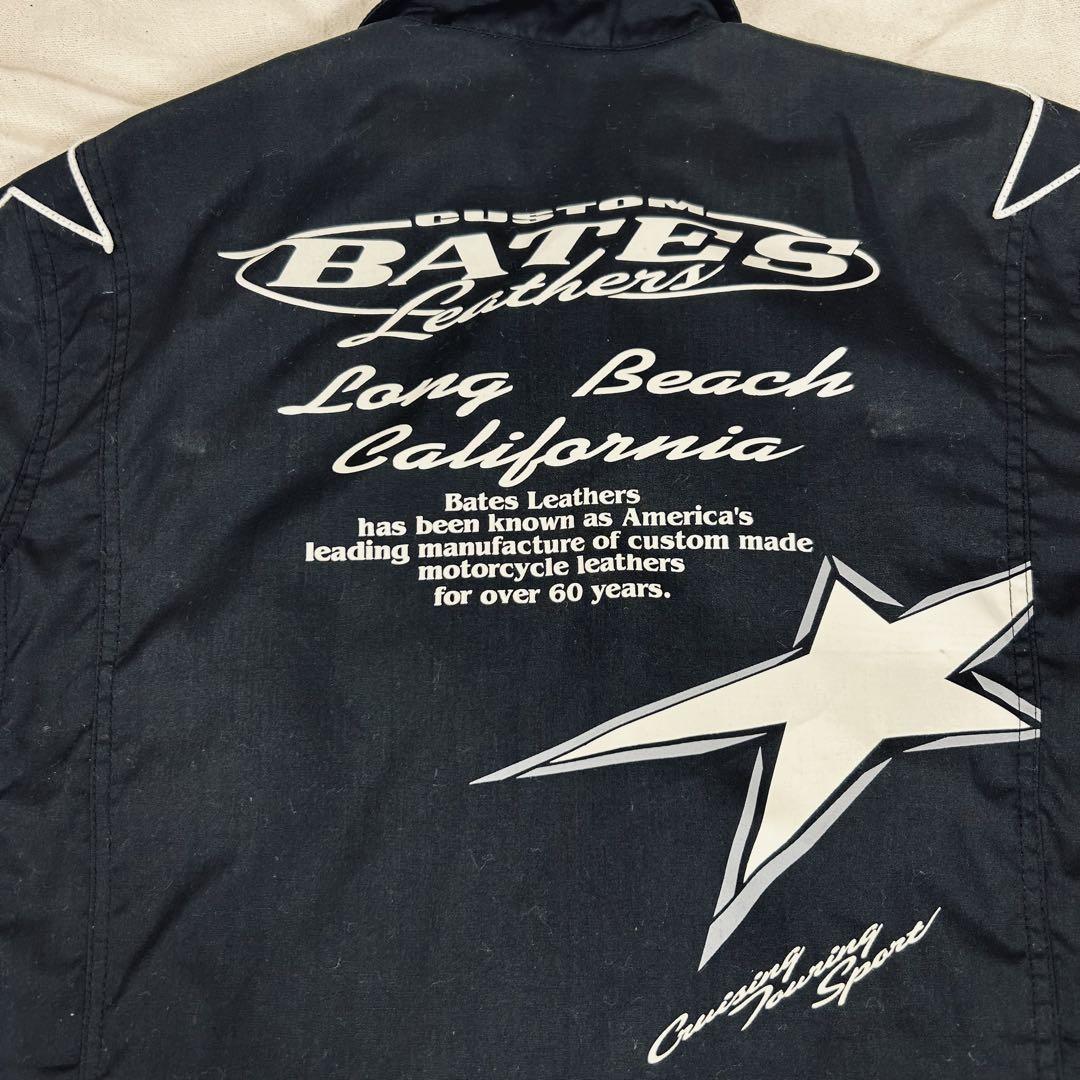 CUSTOM
BATES
Leathers
Long Beach
California
Bates Leathers
has been known as America's
leading manufacture of custom made
motorcycle leathers
for over 60 years.
Cruising
Touring
Sport